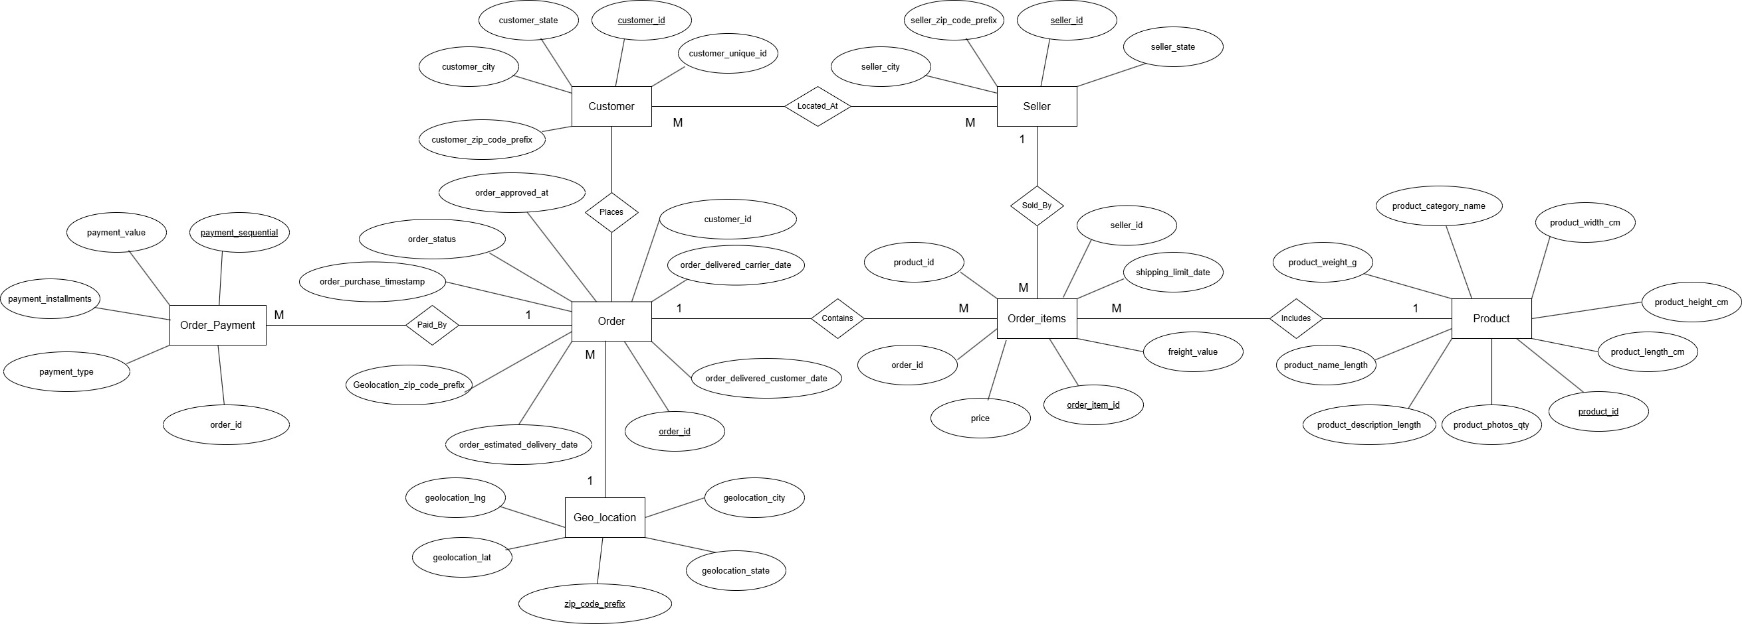 customer_state
customer_id
seller_zip_code_prefix
seller_id
customer_unique_id
seller_state
customer_city
seller_city
Customer
Located_At
Seller
M
M
customer_zip_code_prefix
1
order_approved_at
Places
Sold_By
product_category_name
customer_id
product_width_cm
seller_id
payment_value
payment_sequential
order_status
product_id
product_weight_g
order_delivered_carrier_date
shipping_limit_date
order_purchase_timestamp
M
payment_installments
product_height_cm
M
1
1
M
M
1
Order_Payment
Paid_By
Order
Contains
Order_items
Includes
Product
M
product_length_cm
freight_value
order_id
product_name_length
payment_type
Geolocation_zip_code_prefix
order_delivered_customer_date
order_item_id
product_id
price
order_id
product_description_length
product_photos_qty
order_id
order_estimated_delivery_date
1
geolocation_lng
geolocation_city
Geo_location
geolocation_lat
geolocation_state
zip_code_prefix